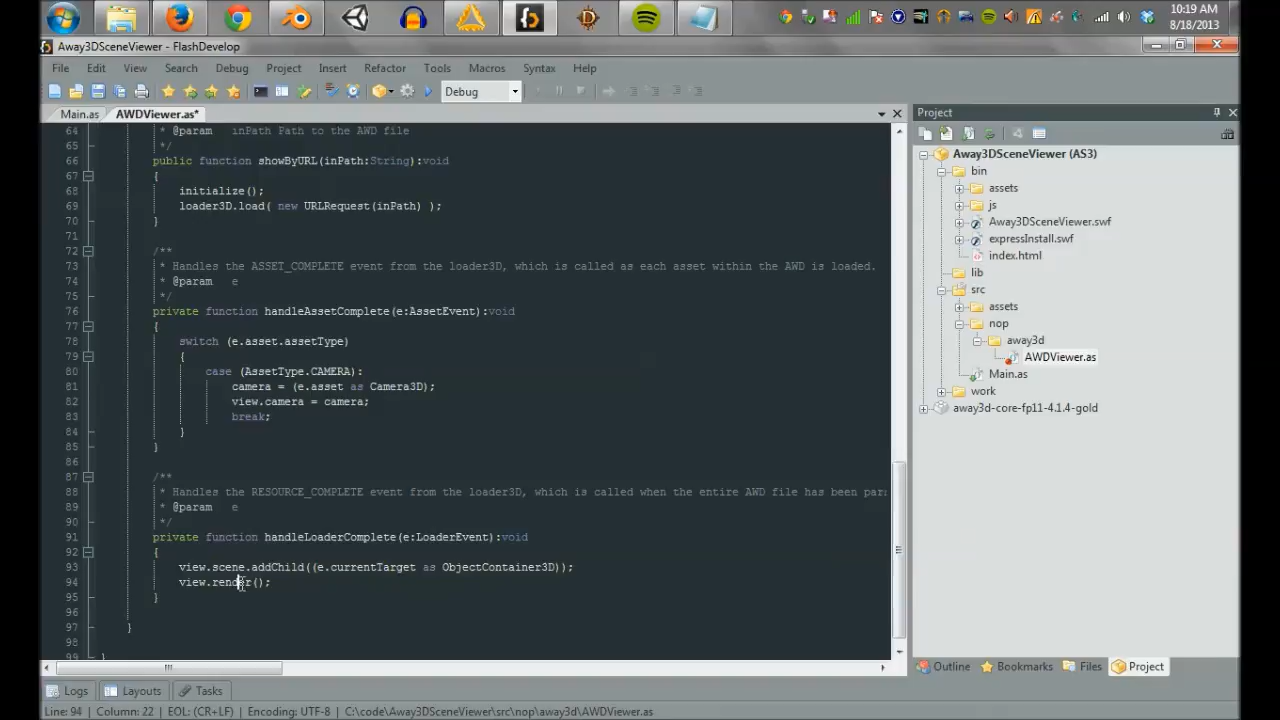 10:19 AM
8/18/2013
Away3DSceneViewer - FlashDevelop
File Edit View Search Debug Project Insert Refactor Tools Macros Syntax Help
Debug
Main.as AWDViewer.as*
64 * @param inPath Path to the AWD file
65 */
66 public function showByURL(inPath:String):void
67 {
68 initialize();
69 loader3D.load( new URLRequest(inPath) );
70 }
71
72 /**
73 * Handles the ASSET_COMPLETE event from the loader3D, which is called as each asset within the AWD is loaded.
74 * @param e
75 */
76 private function handleAssetComplete(e:AssetEvent):void
77 {
78 switch (e.asset.assetType)
79 {
80 case (AssetType.CAMERA):
81 camera = (e.asset as Camera3D);
82 view.camera = camera;
83 break;
84 }
85 }
86
87 /**
88 * Handles the RESOURCE_COMPLETE event from the loader3D, which is called when the entire AWD file has been par
89 * @param e
90 */
91 private function handleLoaderComplete(e:LoaderEvent):void
92 {
93 view.scene.addChild((e.currentTarget as ObjectContainer3D));
94 view.render();
95 }
96
97 }
98
99 }
Project
Away3DSceneViewer (AS3)
bin
assets
js
Away3DSceneViewer.swf
expressInstall.swf
index.html
lib
src
assets
nop
away3d
AWDViewer.as
Main.as
work
away3d-core-fp11-4.1.4-gold
Outline Bookmarks Files Project
Logs Layouts Tasks
Line: 94 Column: 22 EOL: (CR+LF) Encoding: UTF-8 C:\code\Away3DSceneViewer\src\nop\away3d\AWDViewer.as